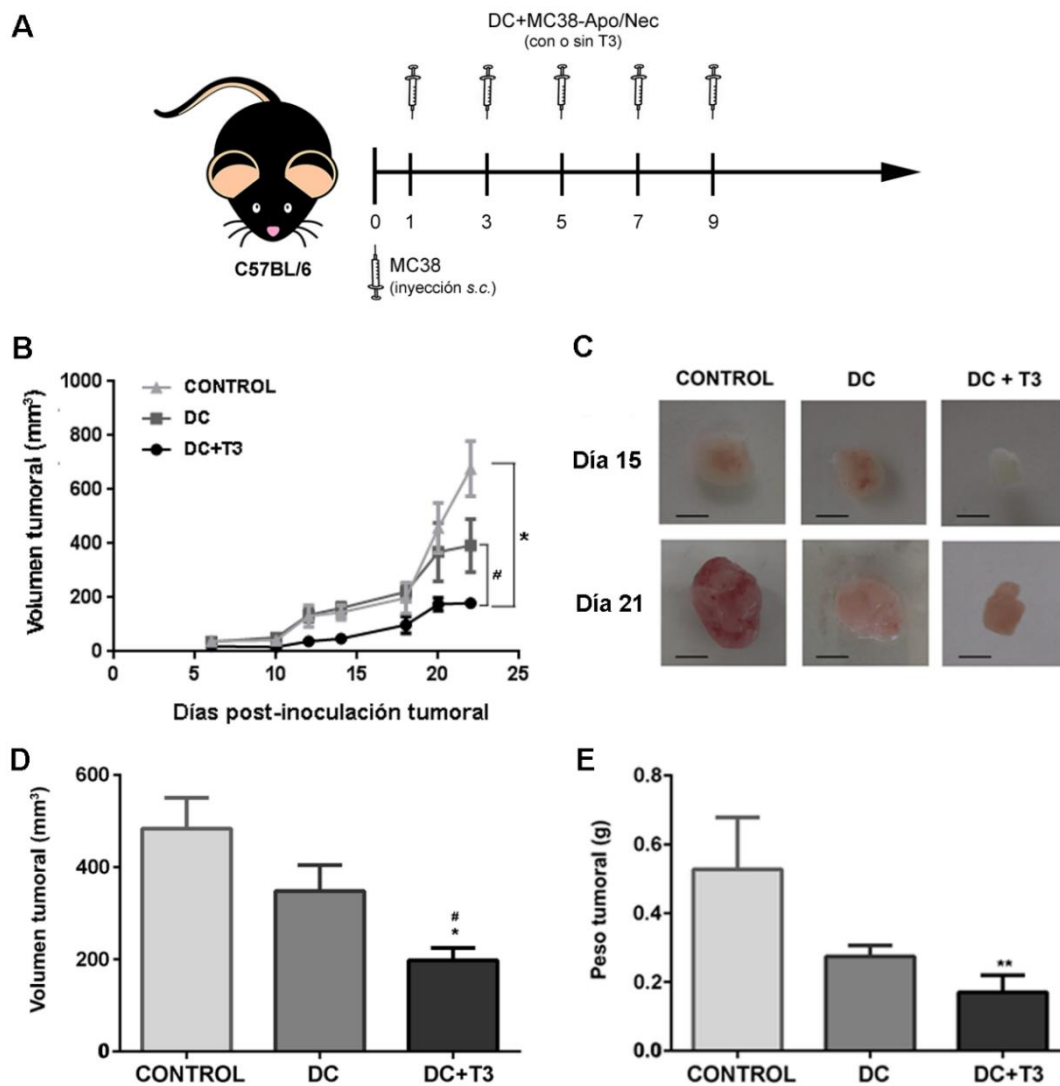 A
DC+MC38-Apo/Nec
(con o sin T3)
0 1 3 5 7 9
C57BL/6
MC38
(inyección s.c.)
B
Volumen tumoral (mm³)
1000
800
600
400
200
0
CONTROL
DC
DC+T3
*
#
0 5 10 15 20 25
Días post-inoculación tumoral
C
CONTROL DC DC + T3
Día 15
Día 21
D
Volumen tumoral (mm³)
600
400
200
0
#
*
CONTROL DC DC+T3
E
Peso tumoral (g)
0.8
0.6
0.4
0.2
0.0
**
CONTROL DC DC+T3